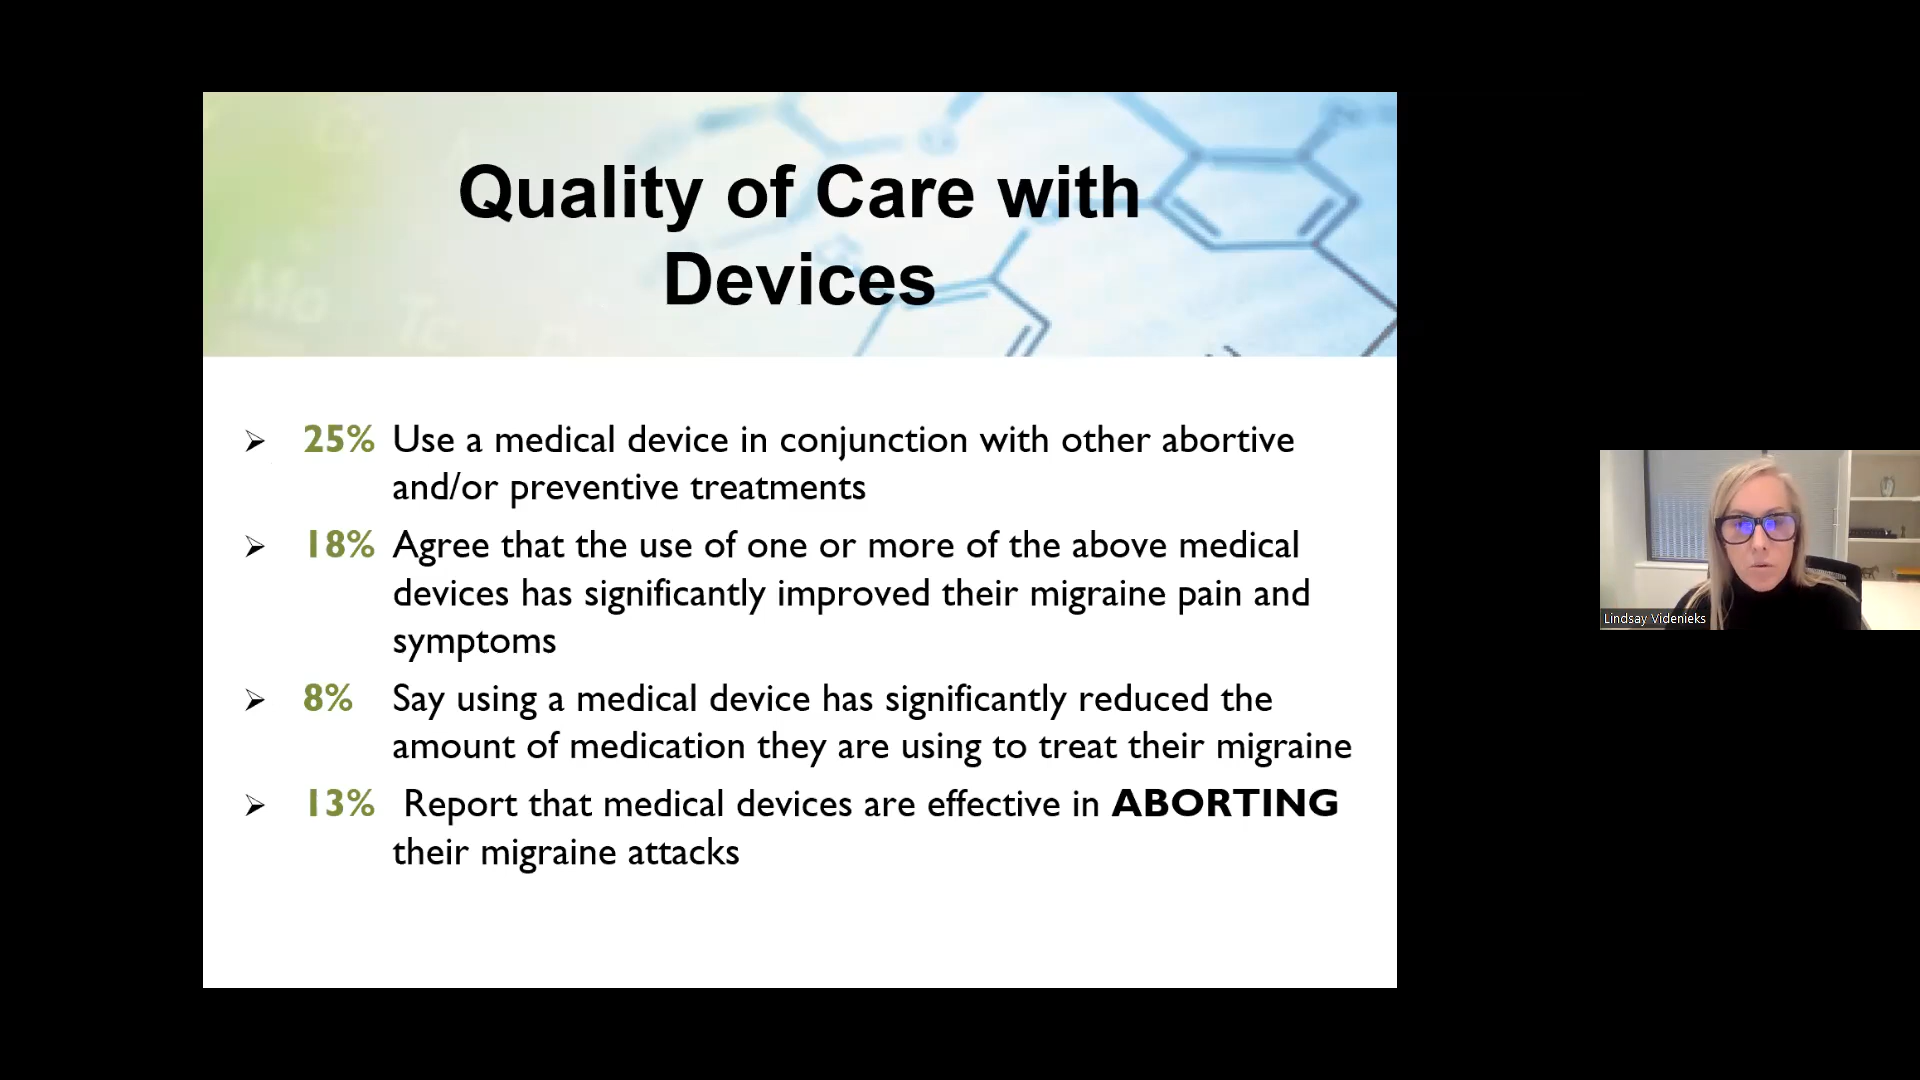 Quality of Care with
Devices
➢ 25% Use a medical device in conjunction with other abortive
and/or preventive treatments
➢ 18% Agree that the use of one or more of the above medical
devices has significantly improved their migraine pain and
symptoms
➢ 8% Say using a medical device has significantly reduced the
amount of medication they are using to treat their migraine
➢ 13% Report that medical devices are effective in ABORTING
their migraine attacks
Mo
Tc
Lindsay Videnieks